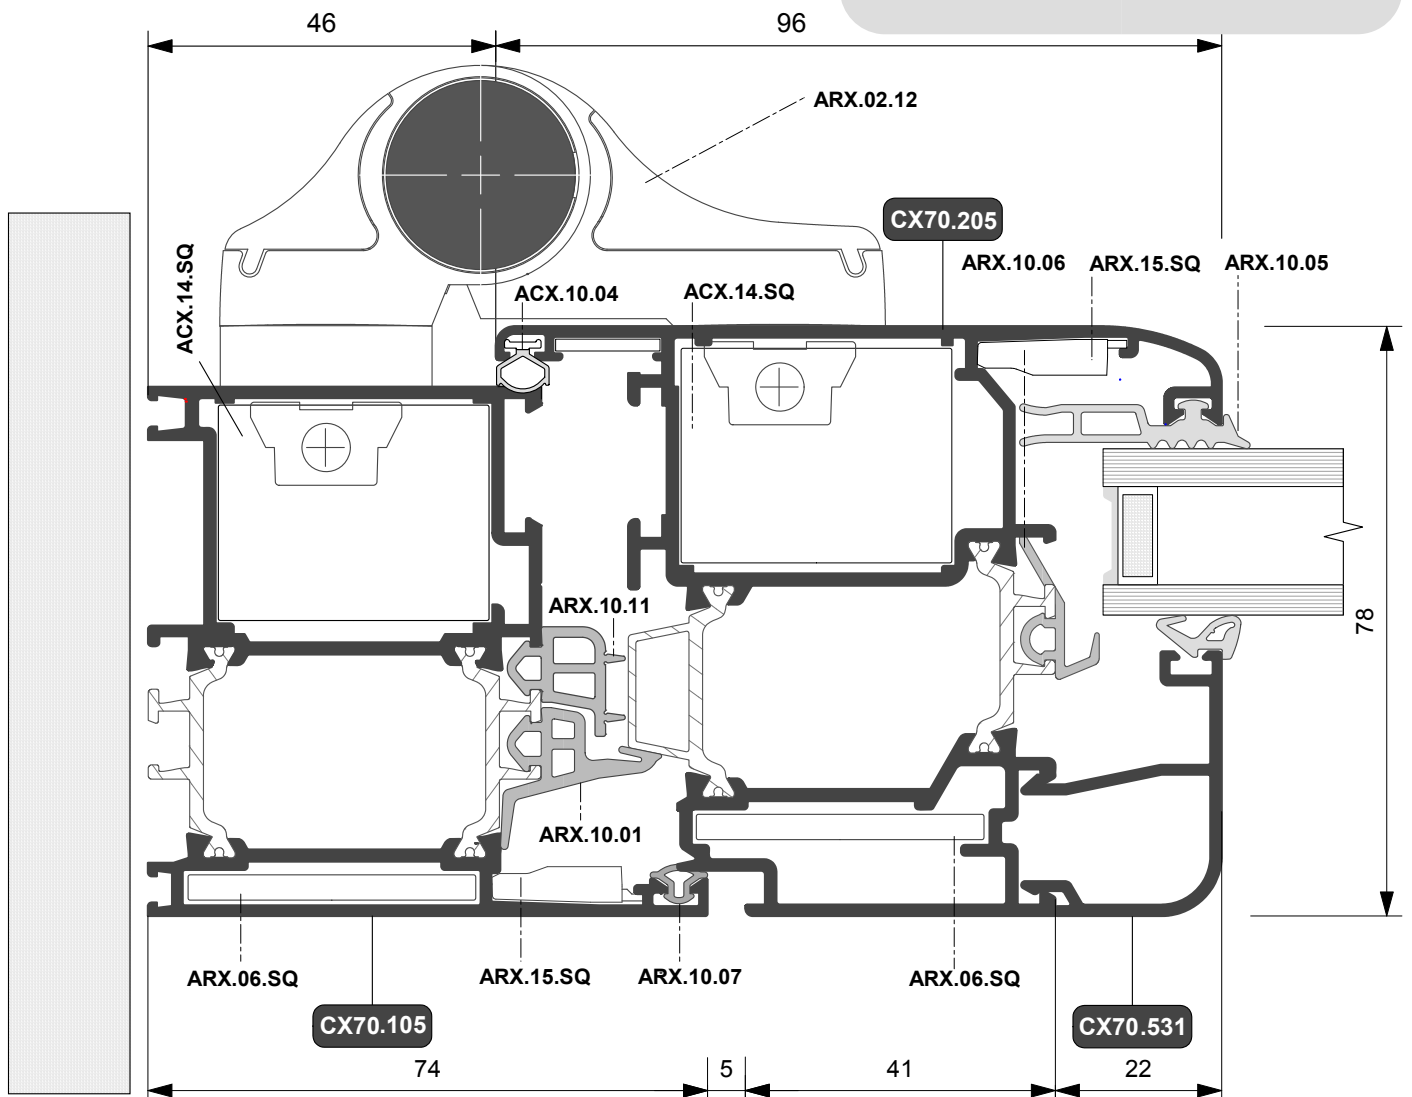 46
96
ARX.02.12
CX70.205
ACX.14.SQ
ACX.10.04
ACX.14.SQ
ARX.10.06
ARX.15.SQ
ARX.10.05
78
ARX.10.11
ARX.10.01
ARX.06.SQ
ARX.15.SQ
ARX.10.07
ARX.06.SQ
CX70.105
CX70.531
74
5
41
22